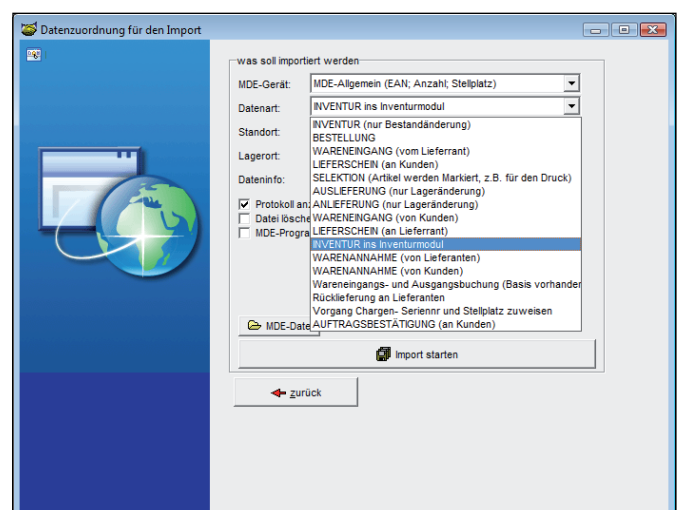 Datenzuordnung für den Import
was soll importiert werden
MDE-Gerät: MDE-Allgemein (EAN; Anzahl; Stellplatz)
Datenart: INVENTUR ins Inventurmodul
Standort:
Lagerort:
Dateninfo:
INVENTUR (nur Bestandänderung)
BESTELLUNG
WARENEINGANG (vom Lieferrant)
LIEFERSCHEIN (an Kunden)
SELEKTION (Artikel werden Markiert, z.B. für den Druck)
AUSLIEFERUNG (nur Lageränderung)
ANLIEFERUNG (nur Lageränderung)
WARENEINGANG (von Kunden)
LIEFERSCHEIN (an Lieferrant)
INVENTUR ins Inventurmodul
WARENANNAHME (von Lieferanten)
WARENANNAHME (von Kunden)
Wareneingangs- und Ausgangsbuchung (Basis vorhander
Rücklieferung an Lieferanten
Vorgang Chargen- Seriennr und Stellplatz zuweisen
AUFTRAGSBESTÄTIGUNG (an Kunden)
Protokoll an
Datei lösche
MDE-Progra
MDE-Date
Import starten
zurück